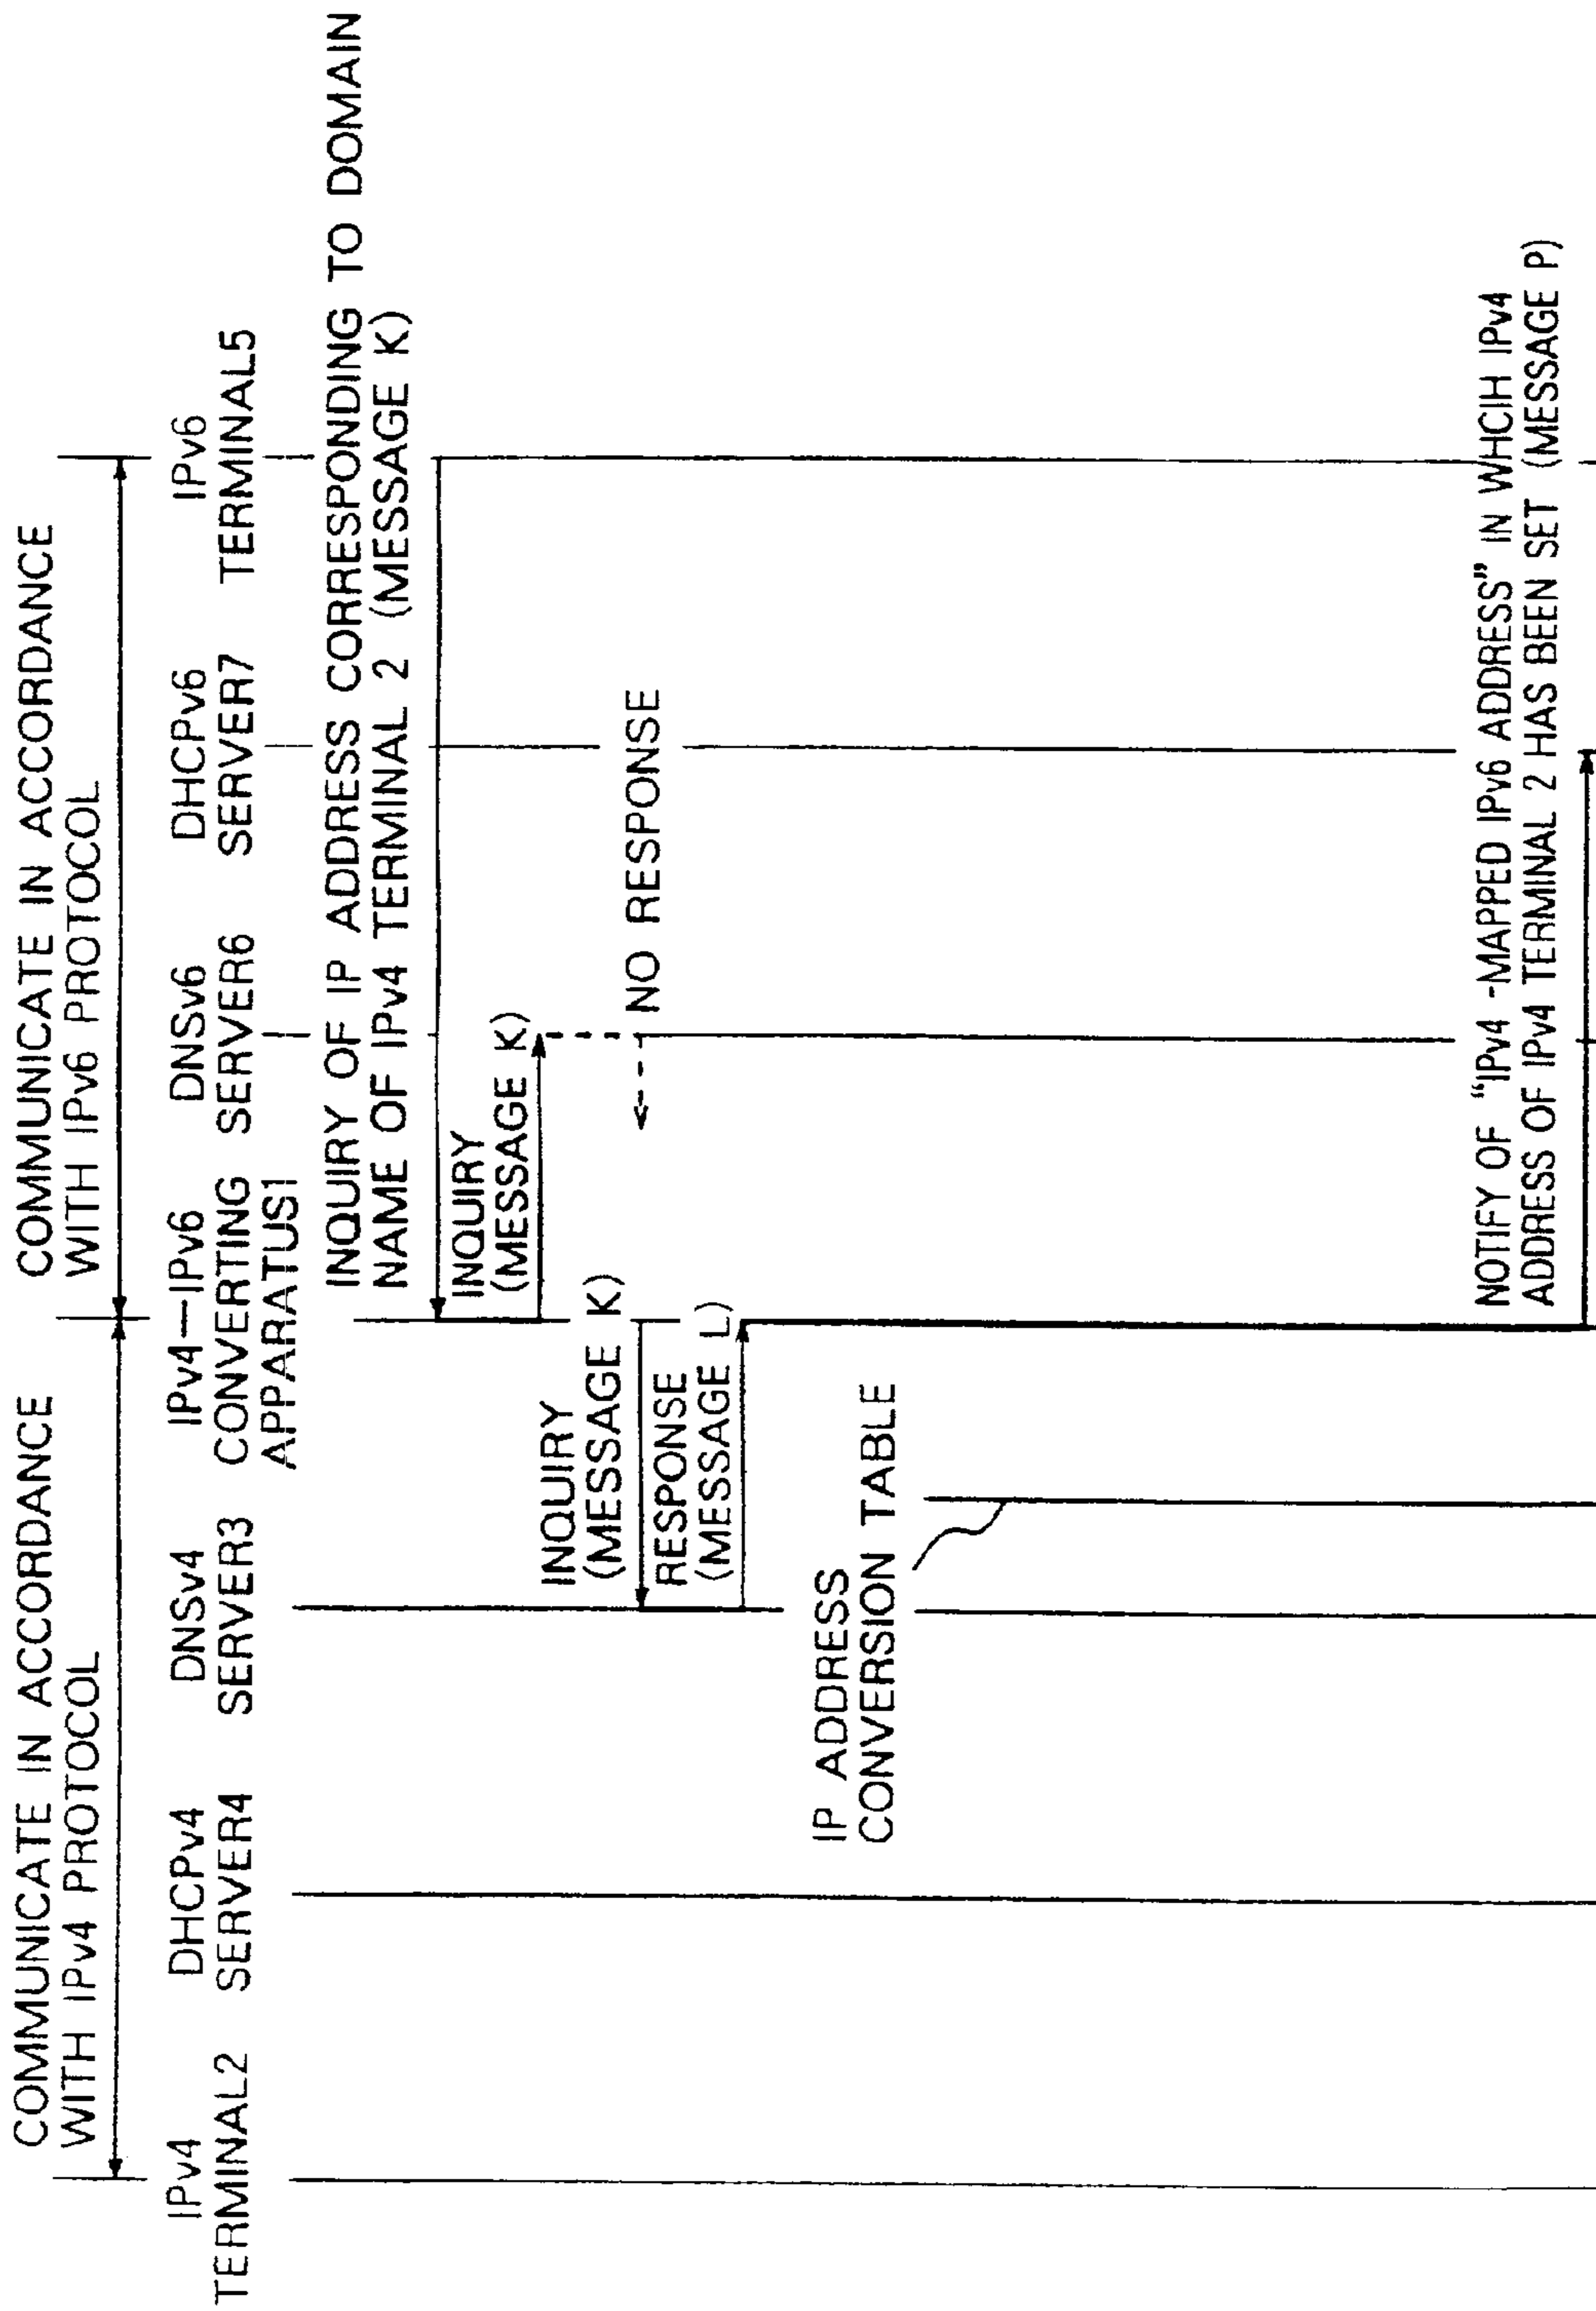 COMMUNICATE IN ACCORDANCE
WITH IPv4 PROTOCOL
COMMUNICATE IN ACCORDANCE
WITH IPv6 PROTOCOL
IPv4
TERMINAL2
DHCPv4
SERVER4
DNSv4
SERVER3
IPv4—IPv6
CONVERTING
APPARATUS1
DNSv6
SERVER6
DHCPv6
SERVER7
IPv6
TERMINAL5
INQUIRY OF IP ADDRESS CORRESPONDING TO DOMAIN
NAME OF IPv4 TERMINAL 2 (MESSAGE K)
INQUIRY
(MESSAGE K)
INQUIRY
(MESSAGE K)
NO RESPONSE
RESPONSE
(MESSAGE L)
IP ADDRESS
CONVERSION TABLE
NOTIFY OF "IPv4 -MAPPED IPv6 ADDRESS" IN WHCIH IPv4
ADDRESS OF IPv4 TERMINAL 2 HAS BEEN SET (MESSAGE P)